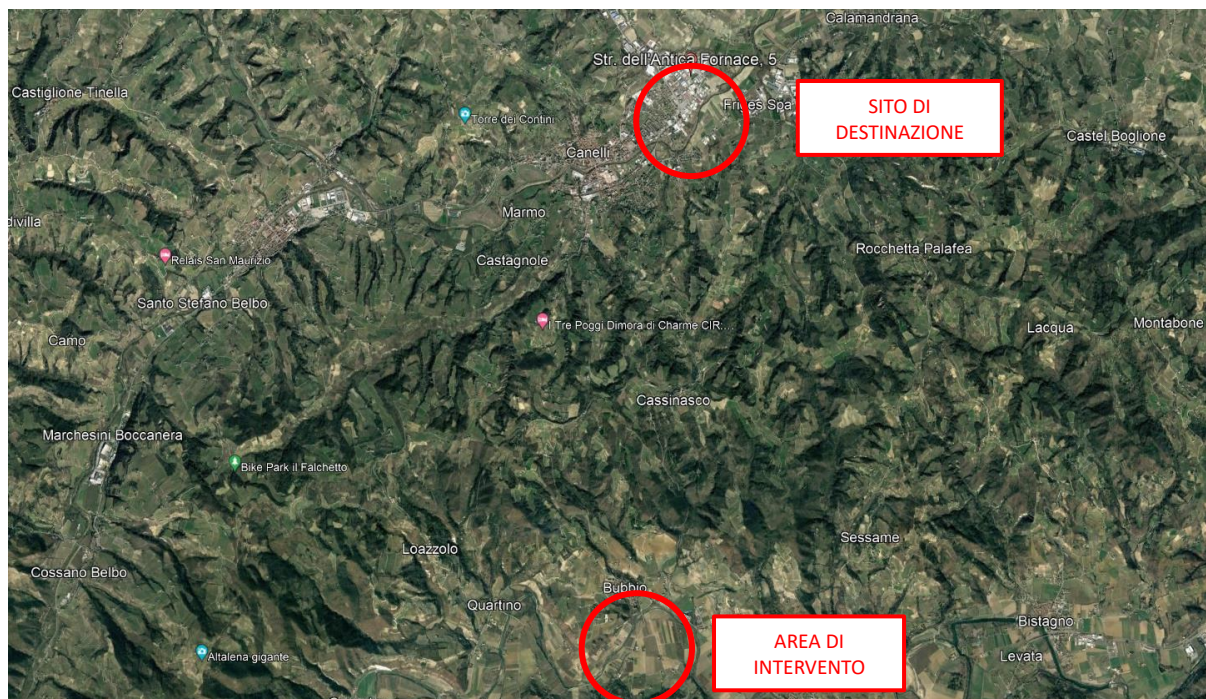 Calamandrana
Str. dell'Antica Fornace, 5
Castiglione Tinella
Torre dei Contini
SITO DI
DESTINAZIONE
Castel Boglione
Canelli
Marmo
Relais San Maurizio
Castagnole
Rocchetta Palafea
Santo Stefano Belbo
I Tre Poggi Dimora di Charme CIR:...
Lacqua
Montabone
Camo
Cassinasco
Marchesini Boccanera
Bike Park il Falchetto
Sessame
Loazzolo
Cossano Belbo
Bubbio
Quartino
Bistagno
AREA DI
INTERVENTO
Levata
Altalena gigante